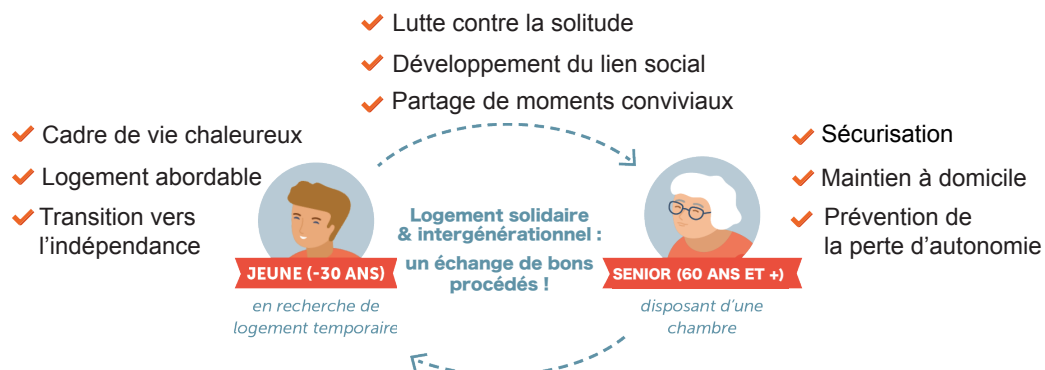 Lutte contre la solitude
Développement du lien social
Partage de moments conviviaux
Cadre de vie chaleureux
Logement abordable
Transition vers
l’indépendance
JEUNE (-30 ANS)
en recherche de
logement temporaire
Logement solidaire
& intergénérationnel :
un échange de bons
procédés !
Sécurisation
Maintien à domicile
Prévention de
la perte d’autonomie
SENIOR (60 ANS ET +)
disposant d’une
chambre